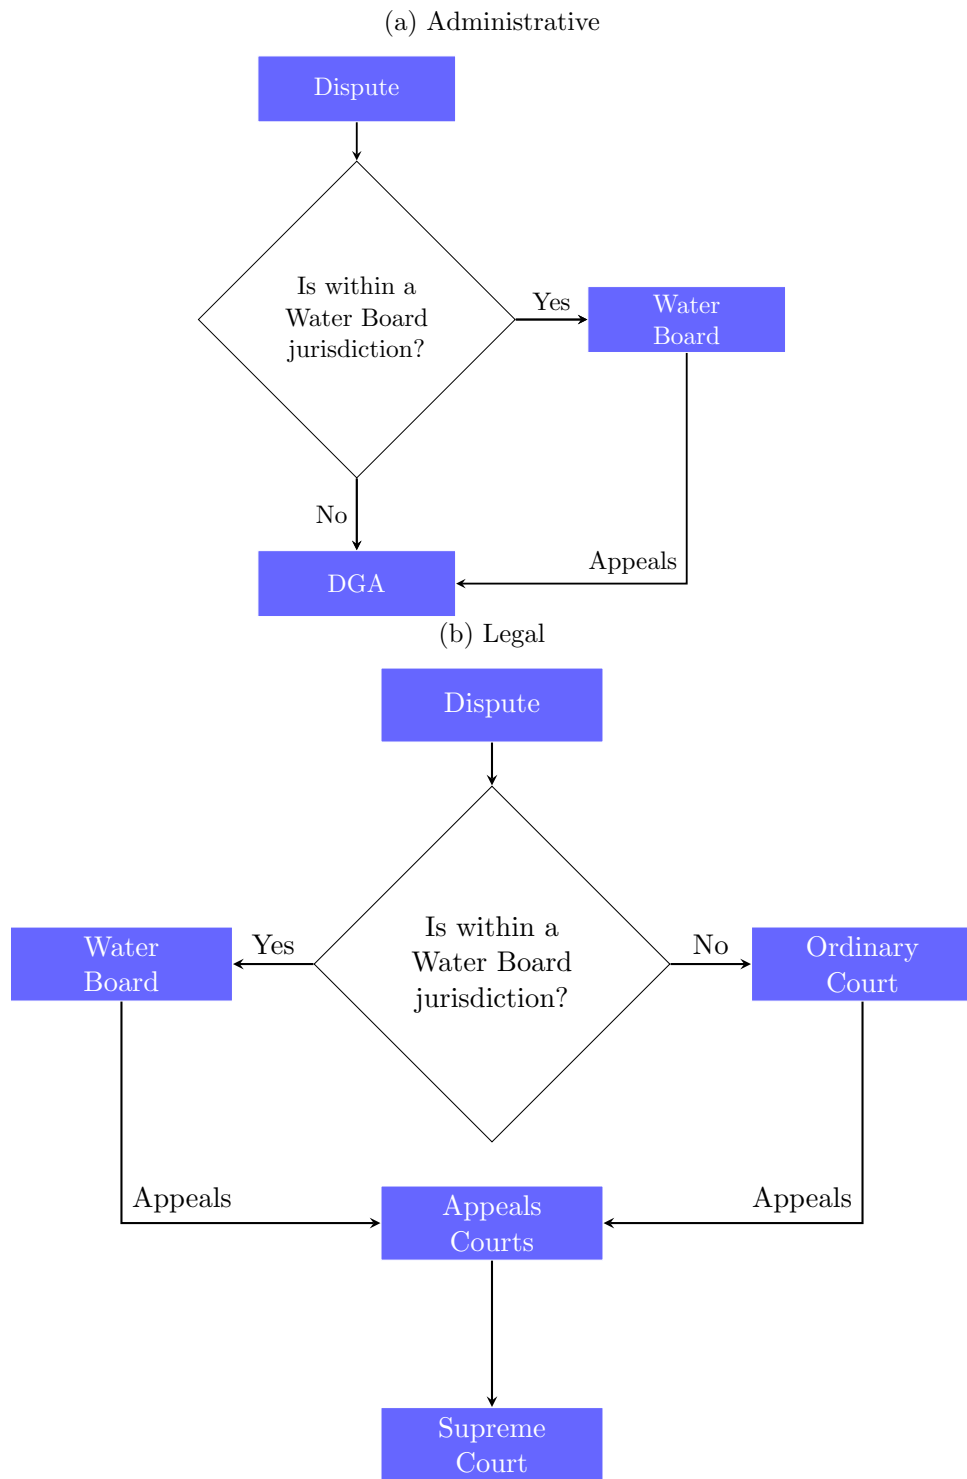 (a) Administrative
Dispute
Is within a
Water Board
jurisdiction?
Yes
Water
Board
No
Appeals
DGA
(b) Legal
Dispute
Is within a
Water Board
jurisdiction?
Yes
Water
Board
No
Ordinary
Court
Appeals
Appeals
Appeals
Courts
Supreme
Court